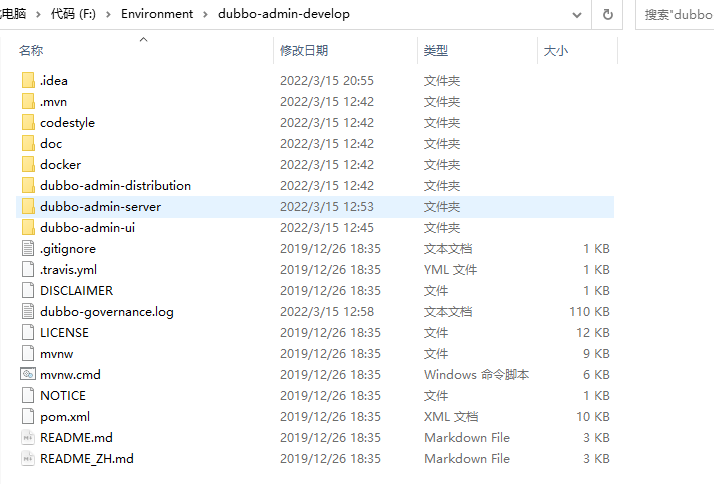 此电脑 › 代码 (F:) › Environment › dubbo-admin-develop 搜索"dubbo
名称 修改日期 类型 大小
.idea 2022/3/15 20:55 文件夹
.mvn 2022/3/15 12:42 文件夹
codestyle 2022/3/15 12:42 文件夹
doc 2022/3/15 12:42 文件夹
docker 2022/3/15 12:42 文件夹
dubbo-admin-distribution 2022/3/15 12:42 文件夹
dubbo-admin-server 2022/3/15 12:53 文件夹
dubbo-admin-ui 2022/3/15 12:45 文件夹
.gitignore 2019/12/26 18:35 文本文档 1 KB
.travis.yml 2019/12/26 18:35 YML 文件 1 KB
DISCLAIMER 2019/12/26 18:35 文件 1 KB
dubbo-governance.log 2022/3/15 12:58 文本文档 110 KB
LICENSE 2019/12/26 18:35 文件 12 KB
mvnw 2019/12/26 18:35 文件 9 KB
mvnw.cmd 2019/12/26 18:35 Windows 命令脚本 6 KB
NOTICE 2019/12/26 18:35 文件 1 KB
pom.xml 2019/12/26 18:35 XML 文档 10 KB
README.md 2019/12/26 18:35 Markdown File 3 KB
README_ZH.md 2019/12/26 18:35 Markdown File 3 KB